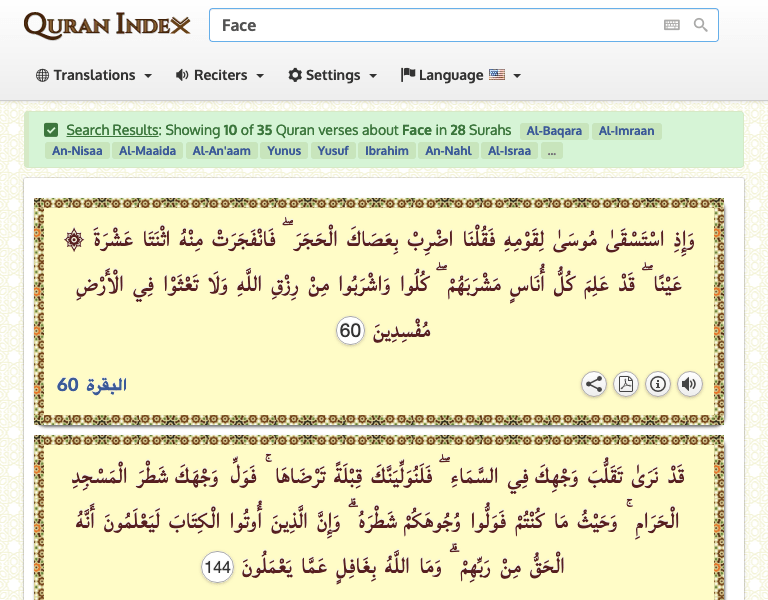 QURAN INDEX
Face
Translations Reciters Settings Language
Search Results: Showing 10 of 35 Quran verses about Face in 28 Surahs Al-Baqara Al-Imraan
An-Nisaa Al-Maaida Al-An'aam Yunus Yusuf Ibrahim An-Nahl Al-Israa ...
۞ وَإِذِ اسْتَسْقَىٰ مُوسَىٰ لِقَوْمِهِ فَقُلْنَا اضْرِبْ بِعَصَاكَ الْحَجَرَ ۖ فَانْفَجَرَتْ مِنْهُ اثْنَتَا عَشْرَةَ
عَيْنًا ۖ قَدْ عَلِمَ كُلُّ أُنَاسٍ مَشْرَبَهُمْ ۖ كُلُوا وَاشْرَبُوا مِنْ رِزْقِ اللَّهِ وَلَا تَعْثَوْا فِي الْأَرْضِ
مُفْسِدِينَ 60
البقرة 60
قَدْ نَرَىٰ تَقَلُّبَ وَجْهِكَ فِي السَّمَاءِ ۖ فَلَنُوَلِّيَنَّكَ قِبْلَةً تَرْضَاهَا ۚ فَوَلِّ وَجْهَكَ شَطْرَ الْمَسْجِدِ
الْحَرَامِ ۚ وَحَيْثُ مَا كُنْتُمْ فَوَلُّوا وُجُوهَكُمْ شَطْرَهُ ۗ وَإِنَّ الَّذِينَ أُوتُوا الْكِتَابَ لَيَعْلَمُونَ أَنَّهُ
الْحَقُّ مِنْ رَبِّهِمْ ۗ وَمَا اللَّهُ بِغَافِلٍ عَمَّا يَعْمَلُونَ 144